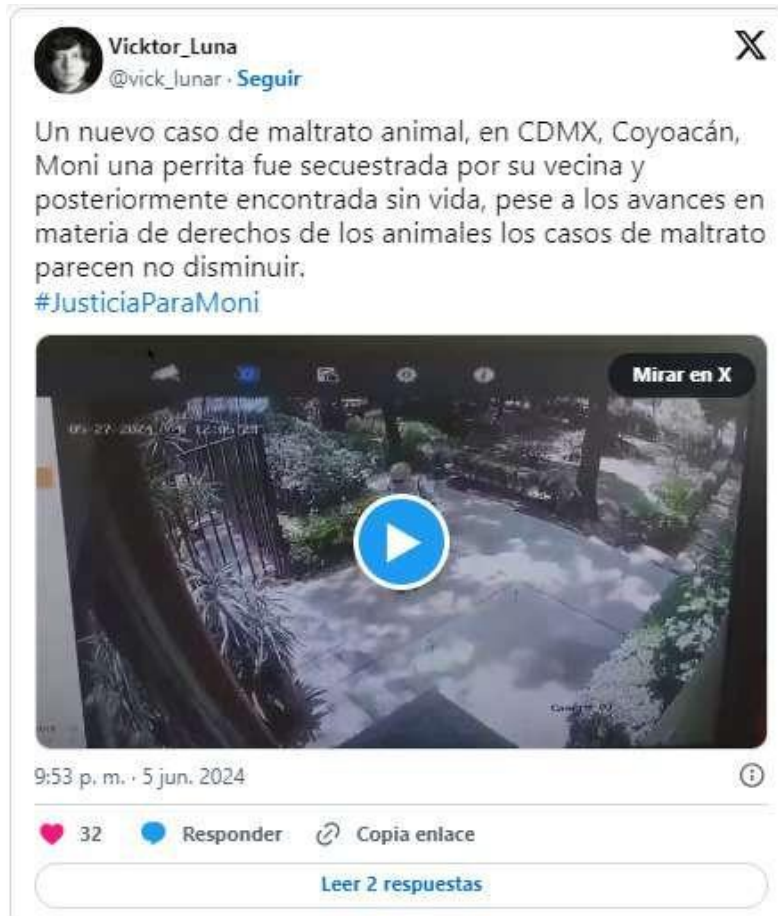 Vicktor_Luna
@vick_lunar · Seguir
Un nuevo caso de maltrato animal, en CDMX, Coyoacán,
Moni una perrita fue secuestrada por su vecina y
posteriormente encontrada sin vida, pese a los avances en
materia de derechos de los animales los casos de maltrato
parecen no disminuir.
#JusticiaParaMoni
Mirar en X
05-27-2024
9:53 p. m. · 5 jun. 2024
32 Responder Copia enlace
Leer 2 respuestas